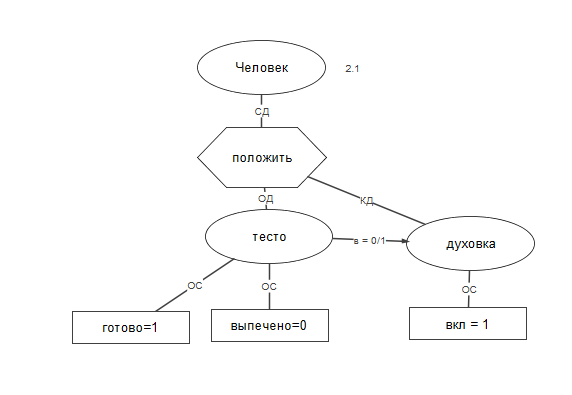 Человек
2.1
СД
положить
ОД
КД
тесто
в = 0/1
духовка
ОС
ОС
ОС
готово=1
выпечено=0
вкл = 1